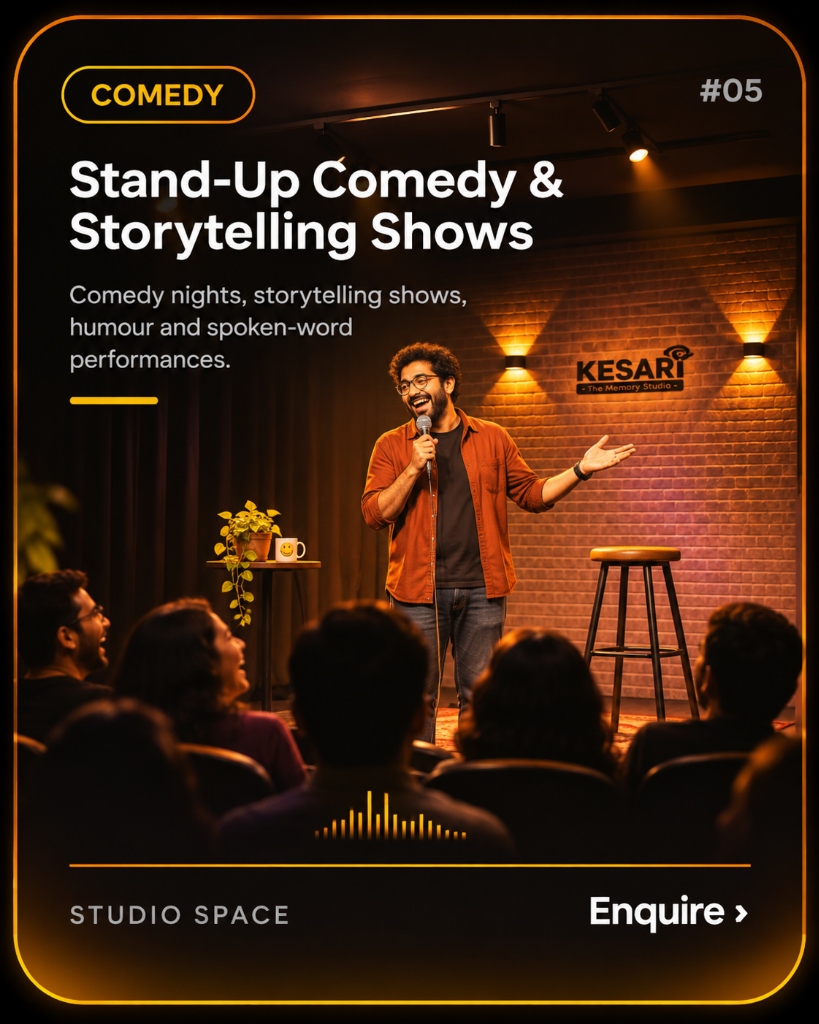 COMEDY
#05
Stand-Up Comedy &
Storytelling Shows
Comedy nights, storytelling shows,
humour and spoken-word
performances.
KESARI
- The Memory Studio -
STUDIO SPACE
Enquire ›